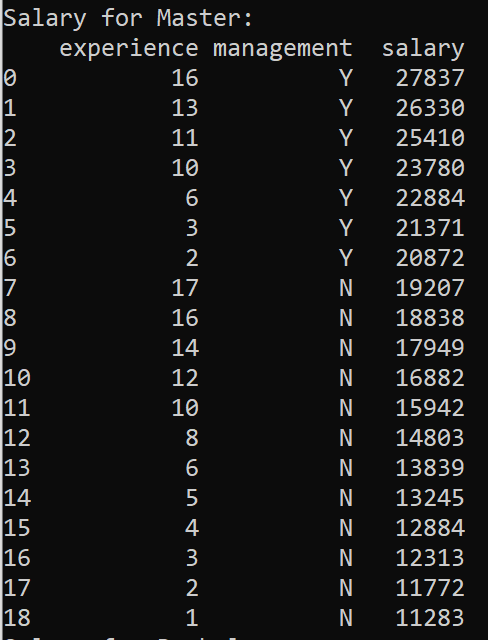 Salary for Master:
experience management salary
0 16 Y 27837
1 13 Y 26330
2 11 Y 25410
3 10 Y 23780
4 6 Y 22884
5 3 Y 21371
6 2 Y 20872
7 17 N 19207
8 16 N 18838
9 14 N 17949
10 12 N 16882
11 10 N 15942
12 8 N 14803
13 6 N 13839
14 5 N 13245
15 4 N 12884
16 3 N 12313
17 2 N 11772
18 1 N 11283